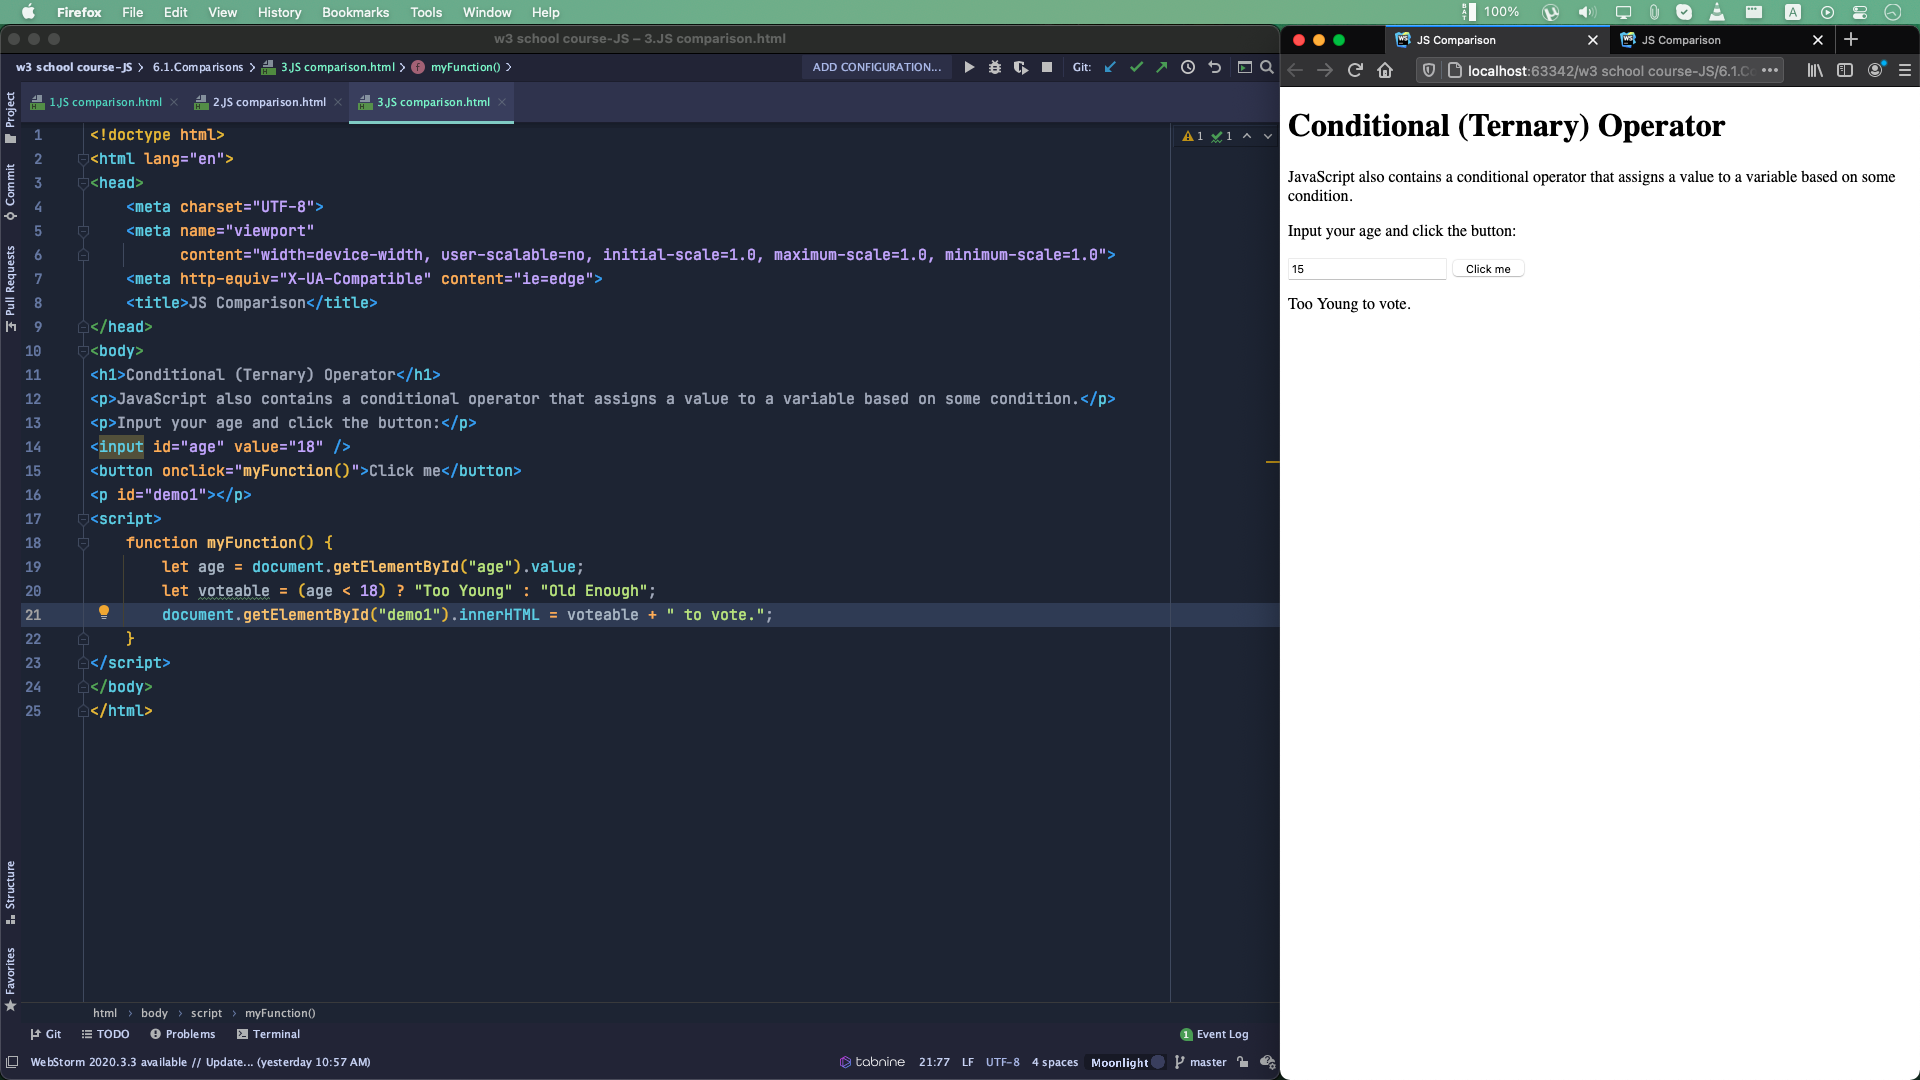 Firefox File Edit View History Bookmarks Tools Window Help
BAT 100%
w3 school course-JS – 3.JS comparison.html
w3 school course-JS 6.1.Comparisons 3.JS comparison.html myFunction()
ADD CONFIGURATION... Git:
1.JS comparison.html 2.JS comparison.html 3.JS comparison.html
Project
Commit
Pull Requests
Structure
Favorites
1 1
1 <!doctype html>
2 <html lang="en">
3 <head>
4 <meta charset="UTF-8">
5 <meta name="viewport"
6 content="width=device-width, user-scalable=no, initial-scale=1.0, maximum-scale=1.0, minimum-scale=1.0">
7 <meta http-equiv="X-UA-Compatible" content="ie=edge">
8 <title>JS Comparison</title>
9 </head>
10 <body>
11 <h1>Conditional (Ternary) Operator</h1>
12 <p>JavaScript also contains a conditional operator that assigns a value to a variable based on some condition.</p>
13 <p>Input your age and click the button:</p>
14 <input id="age" value="18" />
15 <button onclick="myFunction()">Click me</button>
16 <p id="demo1"></p>
17 <script>
18 function myFunction() {
19 let age = document.getElementById("age").value;
20 let voteable = (age < 18) ? "Too Young" : "Old Enough";
21 document.getElementById("demo1").innerHTML = voteable + " to vote.";
22 }
23 </script>
24 </body>
25 </html>
html › body › script › myFunction()
Git TODO Problems Terminal
1 Event Log
WebStorm 2020.3.3 available // Update... (yesterday 10:57 AM)
tabnine 21:77 LF UTF-8 4 spaces Moonlight master
JS Comparison JS Comparison
localhost:63342/w3 school course-JS/6.1.Co
Conditional (Ternary) Operator
JavaScript also contains a conditional operator that assigns a value to a variable based on some
condition.
Input your age and click the button:
15 Click me
Too Young to vote.